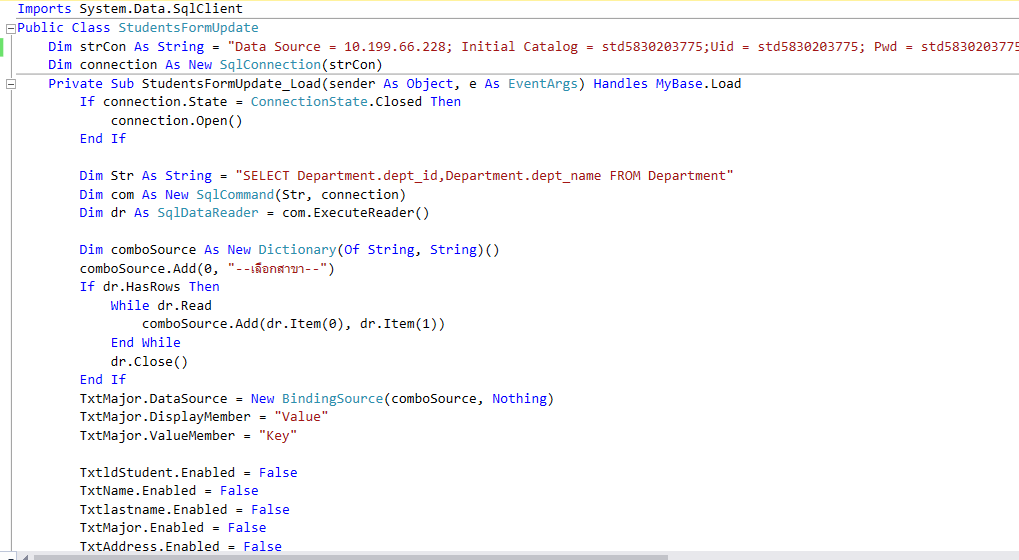 Imports System.Data.SqlClient
Public Class StudentsFormUpdate
    Dim strCon As String = "Data Source = 10.199.66.228; Initial Catalog = std5830203775;Uid = std5830203775; Pwd = std5830203775
    Dim connection As New SqlConnection(strCon)
    Private Sub StudentsFormUpdate_Load(sender As Object, e As EventArgs) Handles MyBase.Load
        If connection.State = ConnectionState.Closed Then
            connection.Open()
        End If
        Dim Str As String = "SELECT Department.dept_id,Department.dept_name FROM Department"
        Dim com As New SqlCommand(Str, connection)
        Dim dr As SqlDataReader = com.ExecuteReader()
        Dim comboSource As New Dictionary(Of String, String)()
        comboSource.Add(0, "--เลือกสาขา--")
        If dr.HasRows Then
            While dr.Read
                comboSource.Add(dr.Item(0), dr.Item(1))
            End While
            dr.Close()
        End If
        TxtMajor.DataSource = New BindingSource(comboSource, Nothing)
        TxtMajor.DisplayMember = "Value"
        TxtMajor.ValueMember = "Key"
        TxtldStudent.Enabled = False
        TxtName.Enabled = False
        Txtlastname.Enabled = False
        TxtMajor.Enabled = False
        TxtAddress.Enabled = False